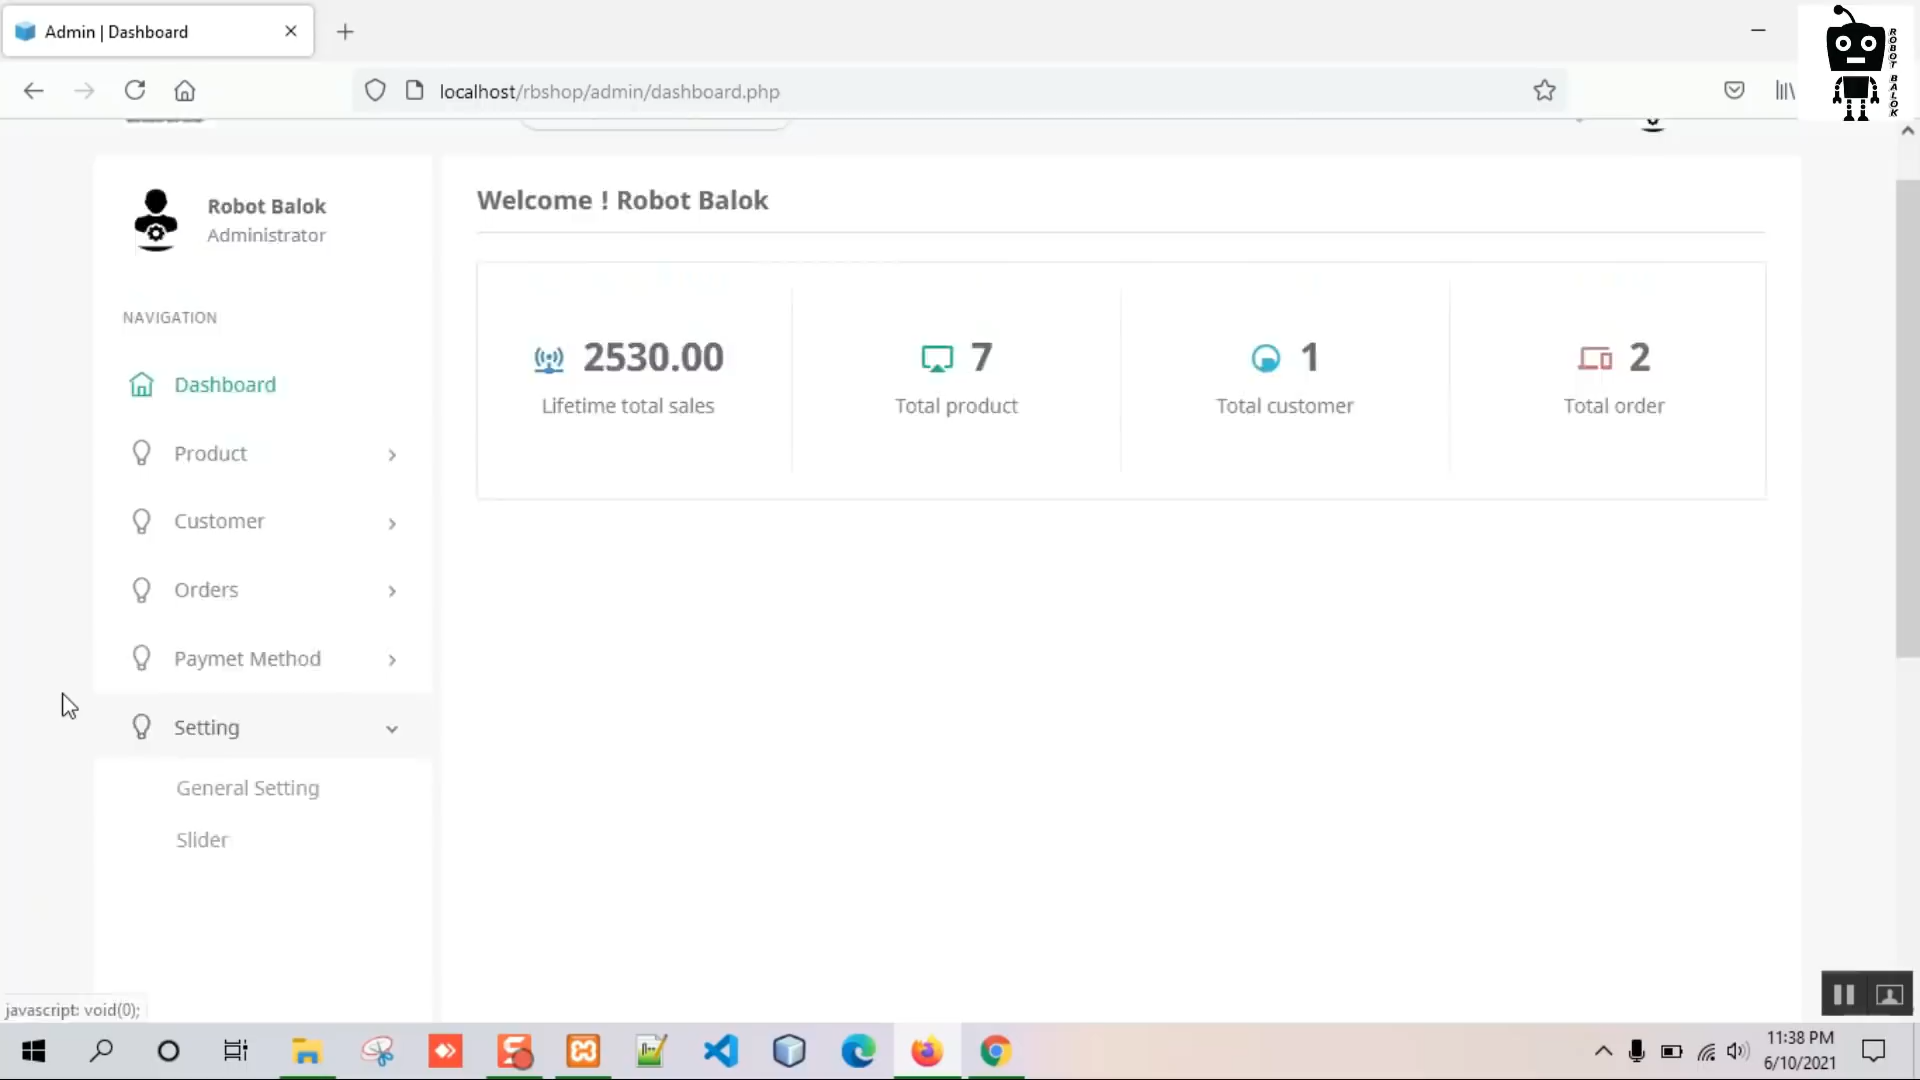 Admin | Dashboard
ROBOT BALOK
localhost/rbshop/admin/dashboard.php
Robot Balok
Administrator
NAVIGATION
Dashboard
Product
Customer
Orders
Paymet Method
Setting
General Setting
Slider
Welcome ! Robot Balok
2530.00
Lifetime total sales
7
Total product
1
Total customer
2
Total order
javascript: void(0);
11:38 PM
6/10/2021